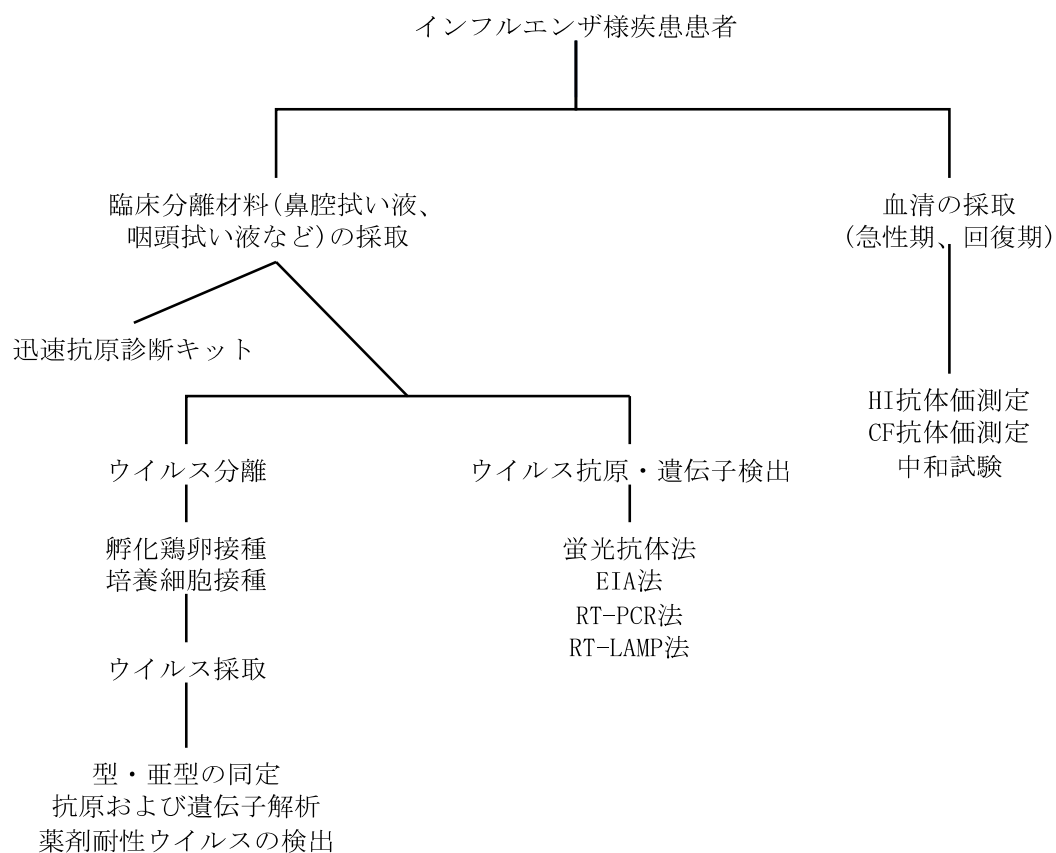 インフルエンザ様疾患患者
臨床分離材料(鼻腔拭い液、
咽頭拭い液など)の採取
血清の採取
(急性期、回復期)
迅速抗原診断キット
HI抗体価測定
CF抗体価測定
中和試験
ウイルス分離
ウイルス抗原・遺伝子検出
孵化鶏卵接種
培養細胞接種
蛍光抗体法
EIA法
RT-PCR法
RT-LAMP法
ウイルス採取
型・亜型の同定
抗原および遺伝子解析
薬剤耐性ウイルスの検出